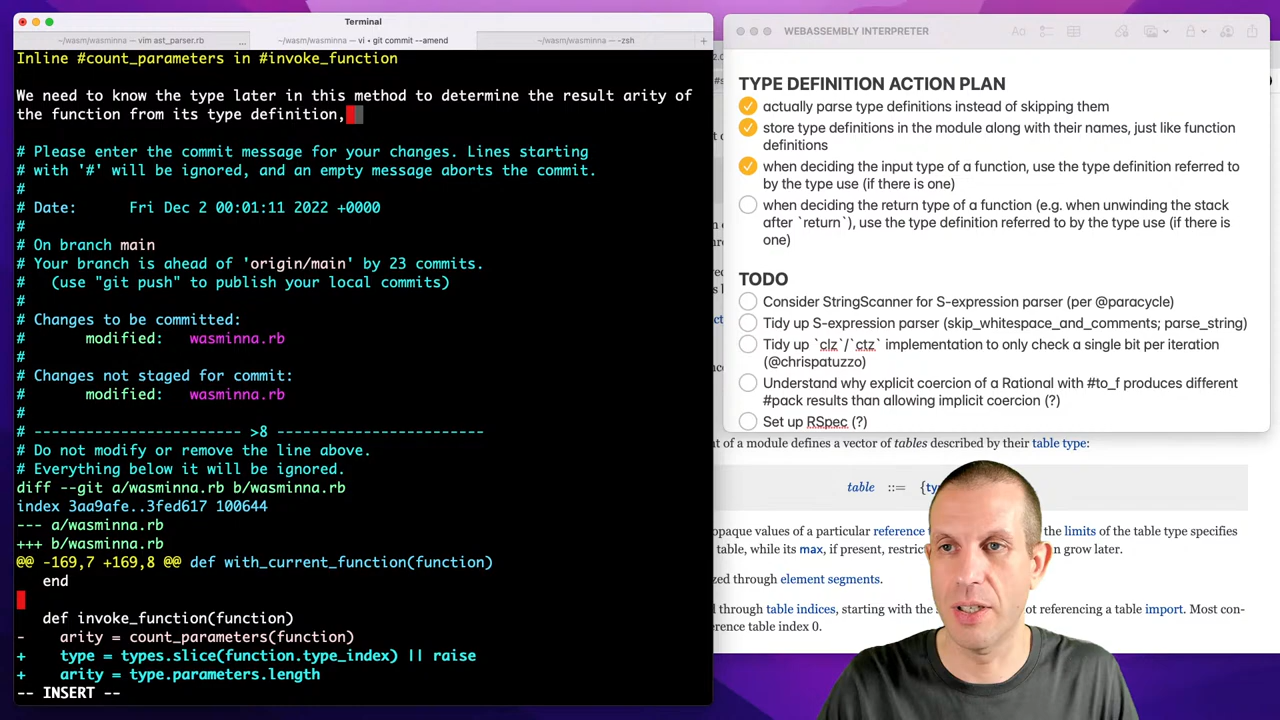 Terminal
~/wasm/wasminna — vim ast_parser.rb
...
~/wasm/wasminna — vi • git commit --amend
~/wasm/wasminna — -zsh
+
Inline #count_parameters in #invoke_function
We need to know the type later in this method to determine the result arity of
the function from its type definition,
# Please enter the commit message for your changes. Lines starting
# with '#' will be ignored, and an empty message aborts the commit.
#
# Date:      Fri Dec 2 00:01:11 2022 +0000
#
# On branch main
# Your branch is ahead of 'origin/main' by 23 commits.
#   (use "git push" to publish your local commits)
#
# Changes to be committed:
#       modified:   wasminna.rb
#
# Changes not staged for commit:
#       modified:   wasminna.rb
#
# ------------------------ >8 ------------------------
# Do not modify or remove the line above.
# Everything below it will be ignored.
diff --git a/wasminna.rb b/wasminna.rb
index 3aa9afe..3fed617 100644
--- a/wasminna.rb
+++ b/wasminna.rb
@@ -169,7 +169,8 @@ def with_current_function(function)
   end
   def invoke_function(function)
-    arity = count_parameters(function)
+    type = types.slice(function.type_index) || raise
+    arity = type.parameters.length
-- INSERT --
WEBASSEMBLY INTERPRETER
Aa
TYPE DEFINITION ACTION PLAN
actually parse type definitions instead of skipping them
store type definitions in the module along with their names, just like function
definitions
when deciding the input type of a function, use the type definition referred to
by the type use (if there is one)
when deciding the return type of a function (e.g. when unwinding the stack
after `return`), use the type definition referred to by the type use (if there is
one)
TODO
Consider StringScanner for S-expression parser (per @paracycle)
Tidy up S-expression parser (skip_whitespace_and_comments; parse_string)
Tidy up `clz`/`ctz` implementation to only check a single bit per iteration
(@chrispatuzzo)
Understand why explicit coercion of a Rational with #to_f produces different
#pack results than allowing implicit coercion (?)
Set up RSpec (?)
nt of a module defines a vector of tables described by their table type:
table ::= {ty
opaque values of a particular reference the limits of the table type specifies
table, while its max, if present, restric n grow later.
zed through element segments.
d through table indices, starting with the s ot referencing a table import. Most con-
ference table index 0.